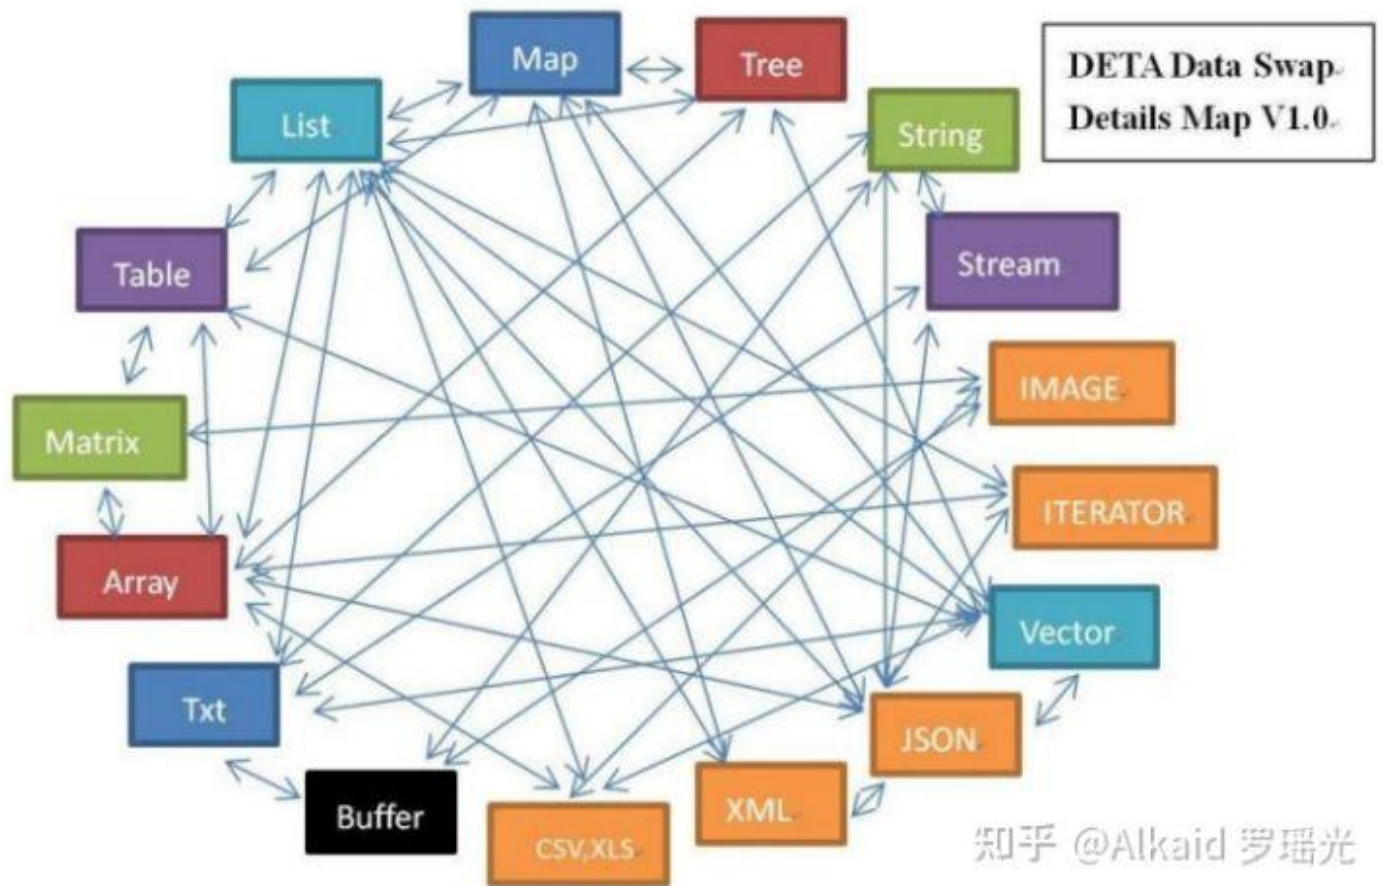 Map
Tree
DETA Data Swap
Details Map V1.0
List
String
Table
Stream
IMAGE
Matrix
ITERATOR
Array
Vector
Txt
JSON
Buffer
XML
CSV,XLS
知乎 @Alkaid 罗瑶光